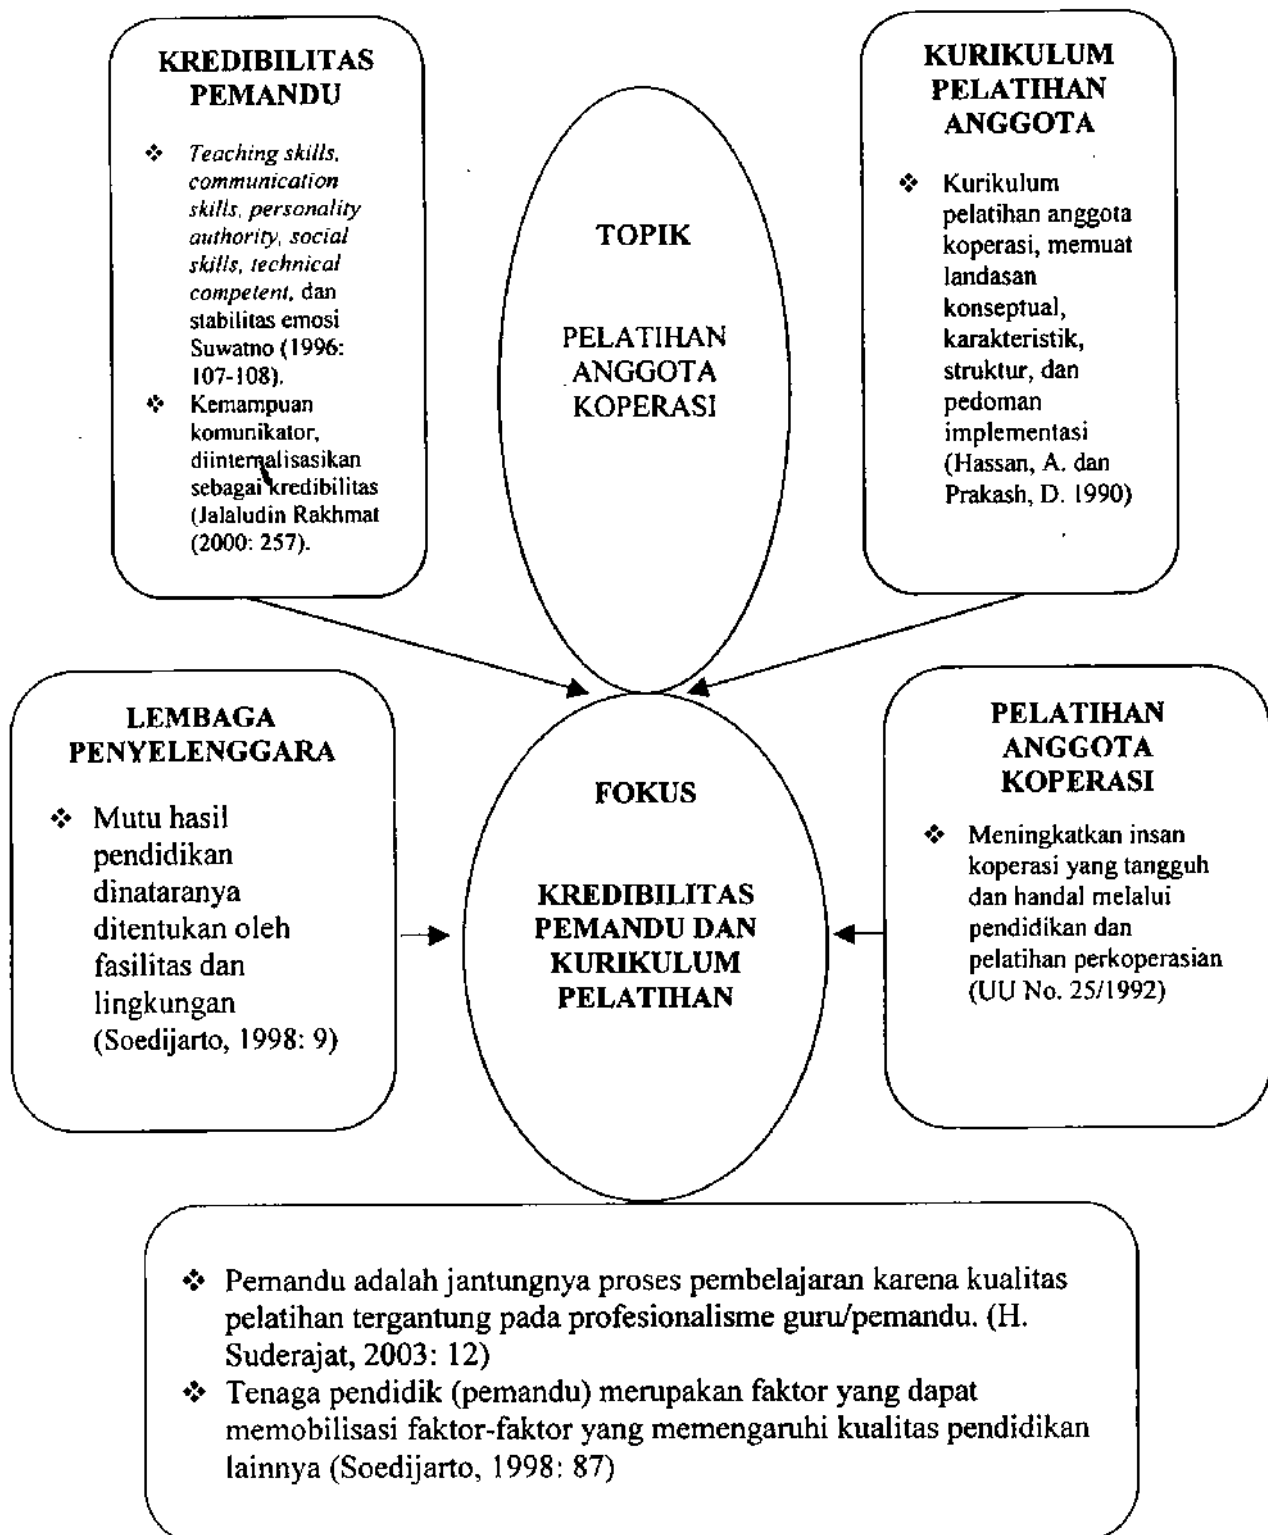 KREDIBILITAS
PEMANDU
❖ Teaching skills,
communication
skills, personality
authority, social
skills, technical
competent, dan
stabilitas emosi
Suwatno (1996:
107-108).
❖ Kemampuan
komunikator,
diinternalisasikan
sebagai kredibilitas
(Jalaludin Rakhmat
(2000: 257).
TOPIK
PELATIHAN
ANGGOTA
KOPERASI
KURIKULUM
PELATIHAN
ANGGOTA
❖ Kurikulum
pelatihan anggota
koperasi, memuat
landasan
konseptual,
karakteristik,
struktur, dan
pedoman
implementasi
(Hassan, A. dan
Prakash, D. 1990)
LEMBAGA
PENYELENGGARA
❖ Mutu hasil
pendidikan
dinataranya
ditentukan oleh
fasilitas dan
lingkungan
(Soedijarto, 1998: 9)
FOKUS
KREDIBILITAS
PEMANDU DAN
KURIKULUM
PELATIHAN
PELATIHAN
ANGGOTA
KOPERASI
❖ Meningkatkan insan
koperasi yang tangguh
dan handal melalui
pendidikan dan
pelatihan perkoperasian
(UU No. 25/1992)
❖ Pemandu adalah jantungnya proses pembelajaran karena kualitas
pelatihan tergantung pada profesionalisme guru/pemandu. (H.
Suderajat, 2003: 12)
❖ Tenaga pendidik (pemandu) merupakan faktor yang dapat
memobilisasi faktor-faktor yang memengaruhi kualitas pendidikan
lainnya (Soedijarto, 1998: 87)